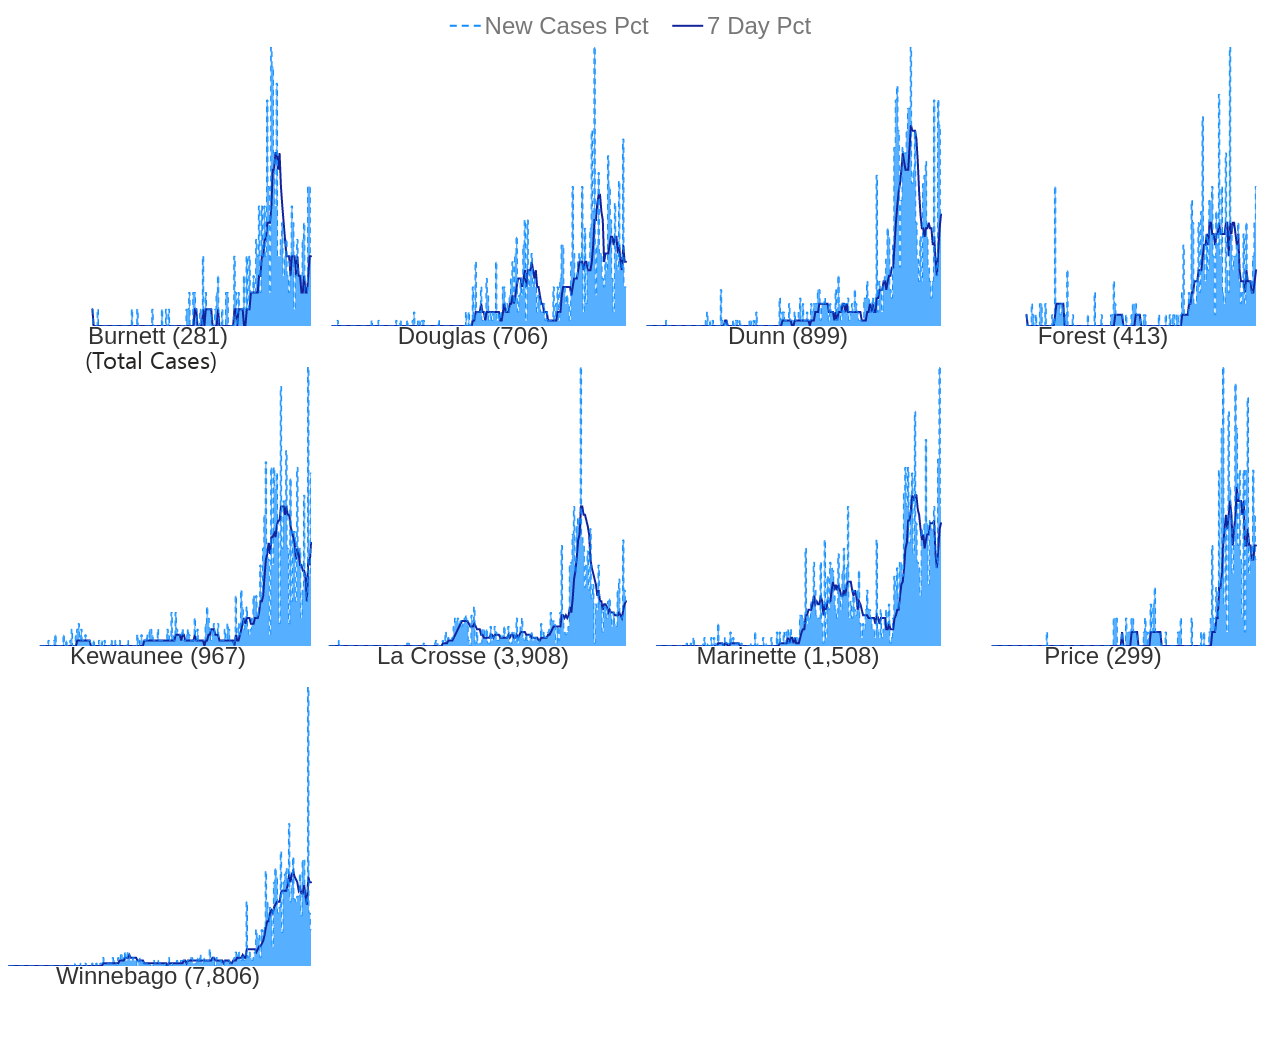 New Cases Pct 7 Day Pct
Burnett (281) Douglas (706) Dunn (899) Forest (413)
(Total Cases)
Kewaunee (967) La Crosse (3,908) Marinette (1,508) Price (299)
Winnebago (7,806)